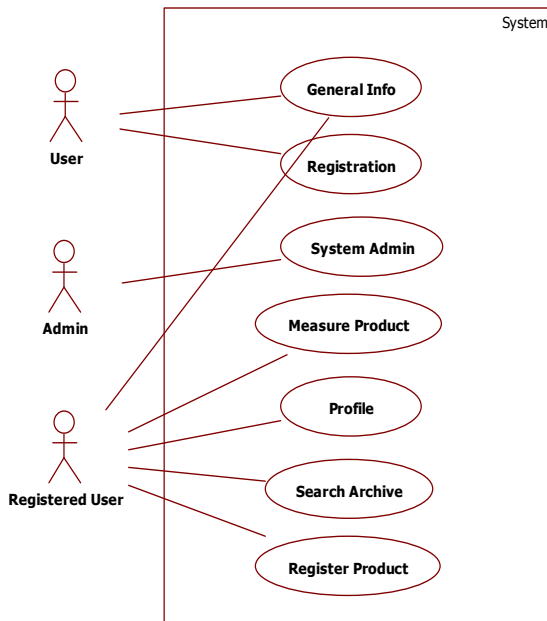 System
General Info
User
Registration
System Admin
Admin
Measure Product
Profile
Registered User
Search Archive
Register Product